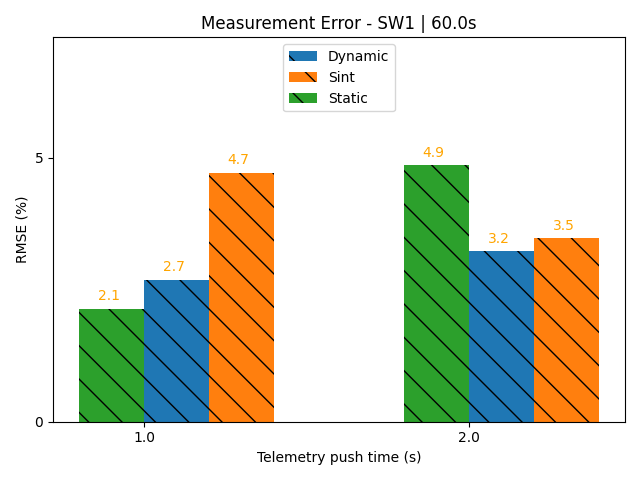 Measurement Error - SW1 | 60.0s
Dynamic
Sint
Static
RMSE (%)
5
0
2.1
2.7
4.7
4.9
3.2
3.5
1.0
2.0
Telemetry push time (s)